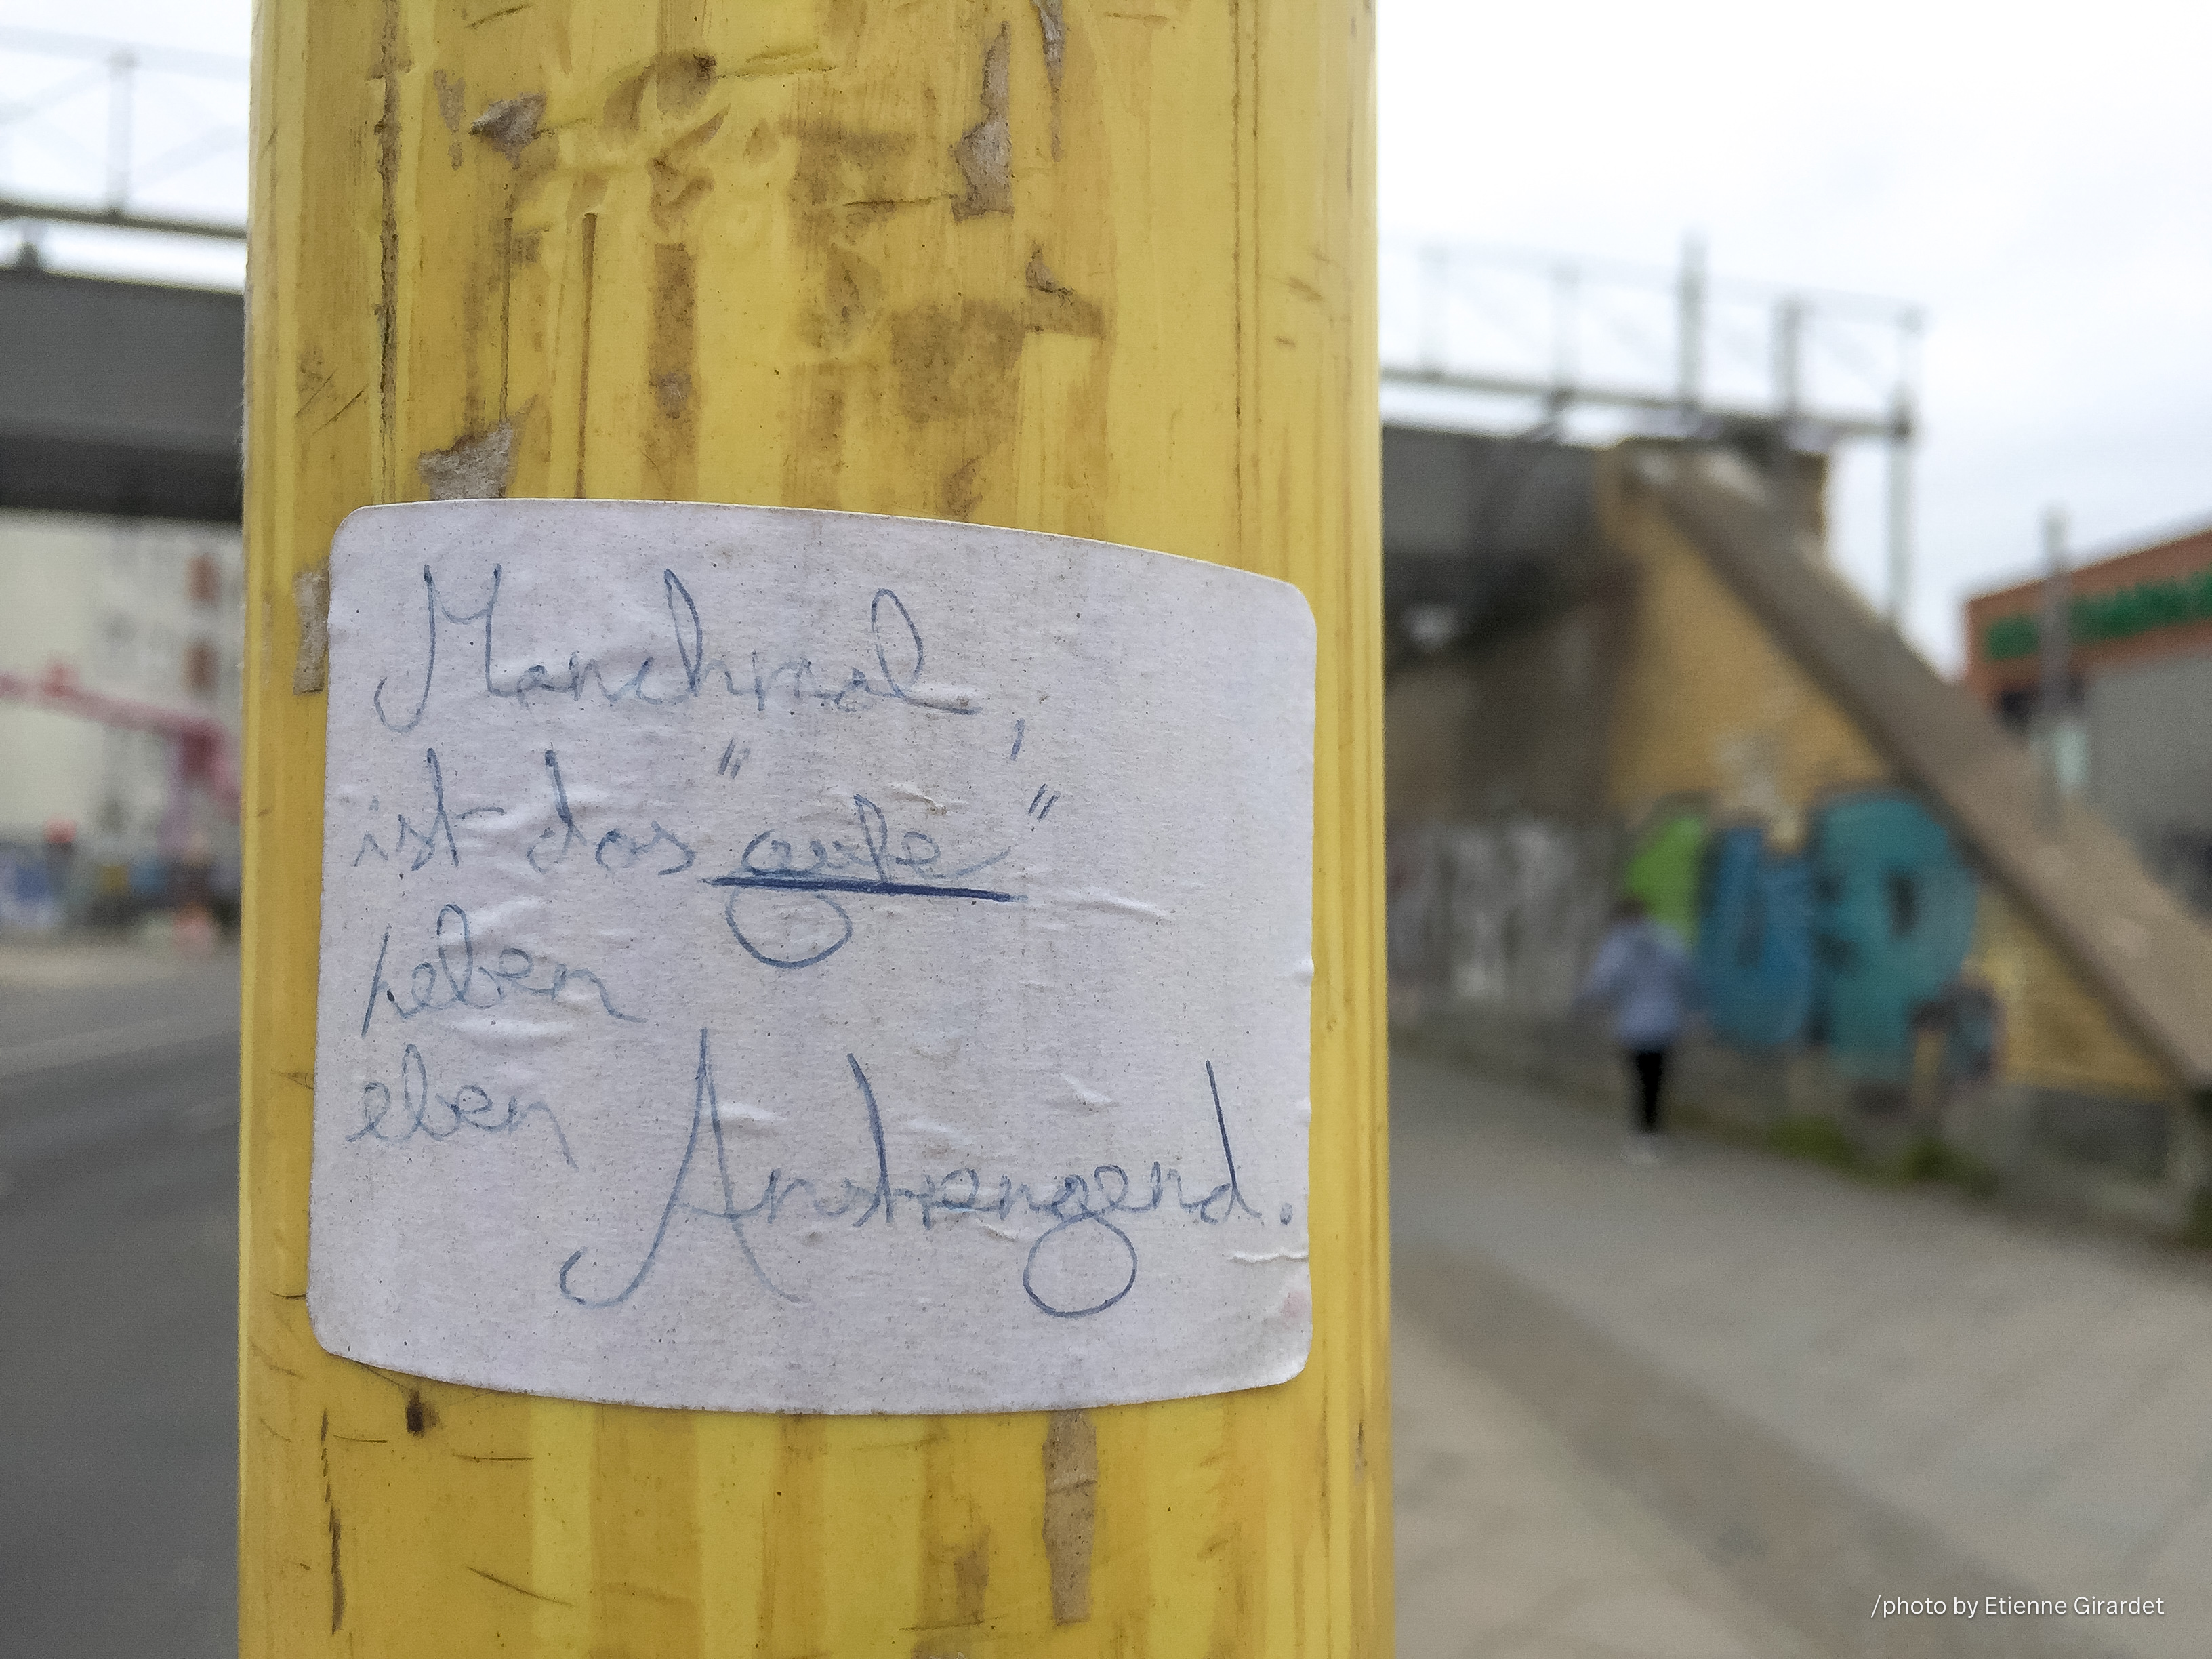 Manchmal,
ist das "gute"
Leben
eben
Anstrengend.
/photo by Etienne Girardet